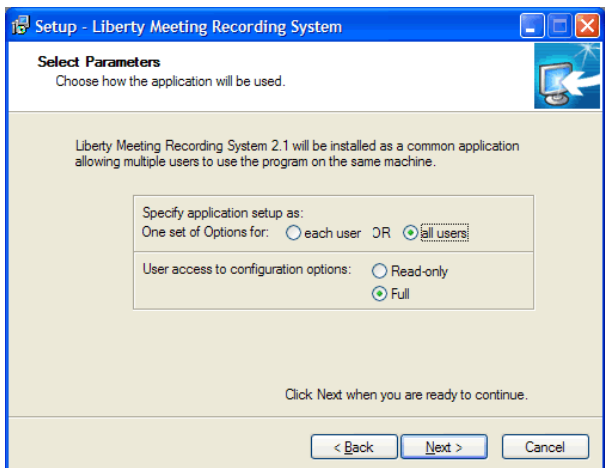 Setup - Liberty Meeting Recording System
Select Parameters
Choose how the application will be used.
Liberty Meeting Recording System 2.1 will be installed as a common application
allowing multiple users to use the program on the same machine.
Specify application setup as:
One set of Options for: each user OR all users
User access to configuration options: Read-only
Full
Click Next when you are ready to continue.
< Back Next > Cancel